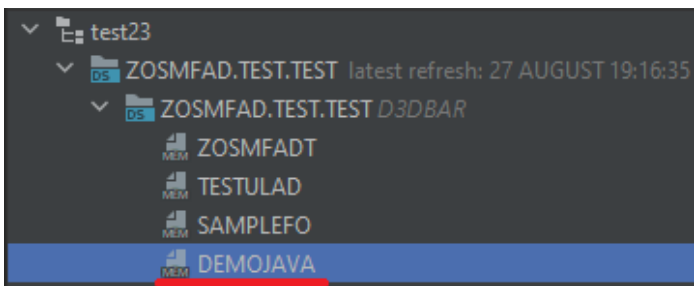 test23
DS ZOSMFAD.TEST.TEST latest refresh: 27 AUGUST 19:16:35
DS ZOSMFAD.TEST.TEST D3DBAR
MEM ZOSMFADT
MEM TESTULAD
MEM SAMPLEFO
MEM DEMOJAVA